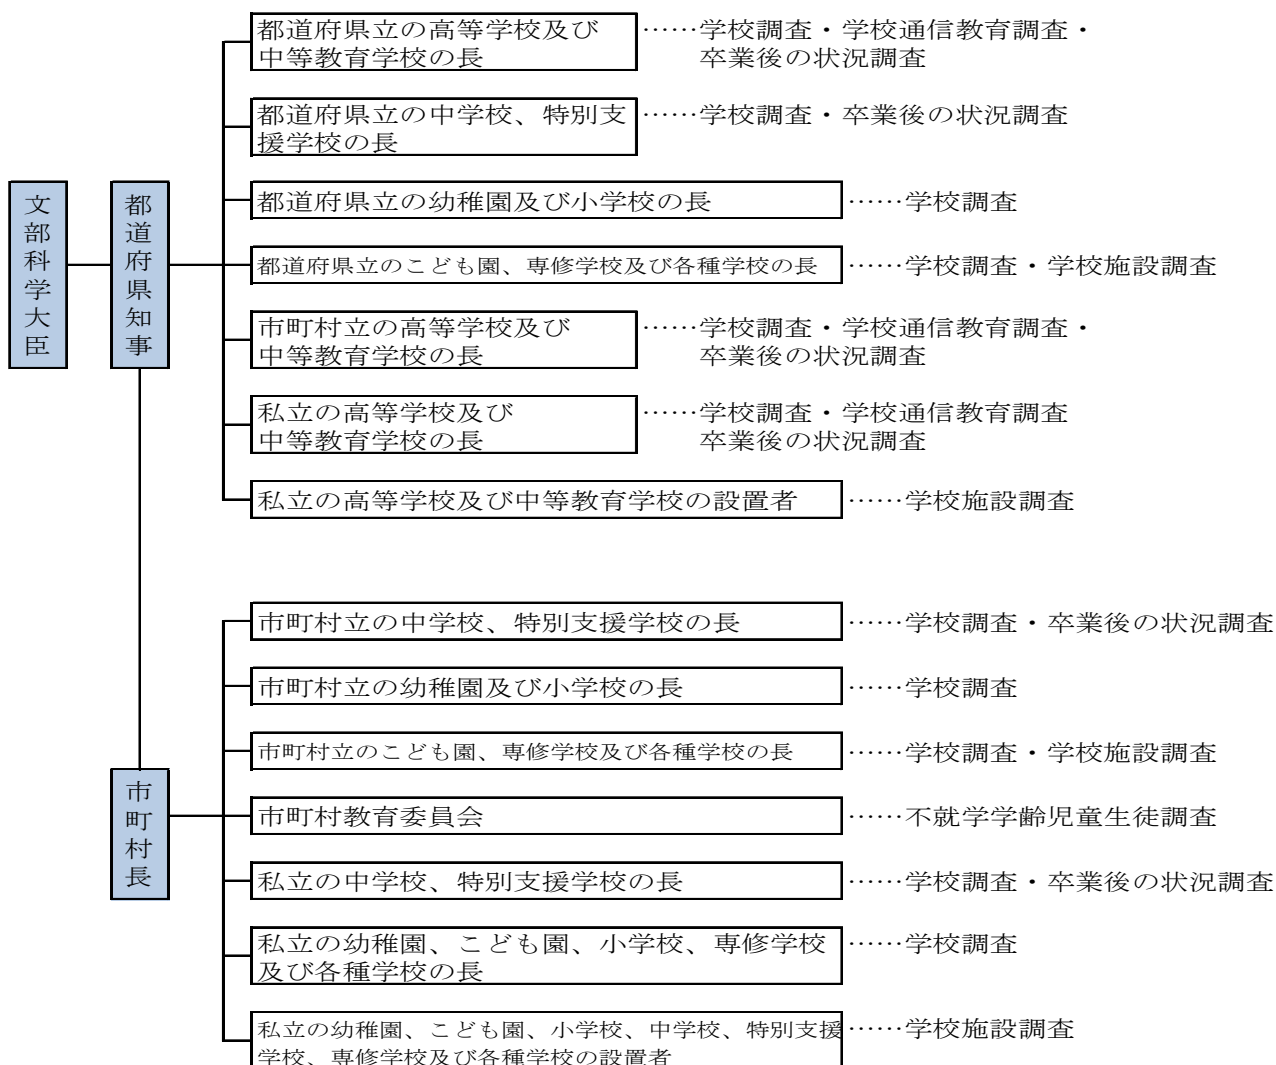 文部科学大臣
都道府県知事
都道府県立の高等学校及び
中等教育学校の長
……学校調査・学校通信教育調査・
卒業後の状況調査
都道府県立の中学校、特別支
援学校の長
……学校調査・卒業後の状況調査
都道府県立の幼稚園及び小学校の長
……学校調査
都道府県立のこども園、専修学校及び各種学校の長
……学校調査・学校施設調査
市町村立の高等学校及び
中等教育学校の長
……学校調査・学校通信教育調査・
卒業後の状況調査
私立の高等学校及び
中等教育学校の長
……学校調査・学校通信教育調査
卒業後の状況調査
私立の高等学校及び中等教育学校の設置者
……学校施設調査
市町村長
市町村立の中学校、特別支援学校の長
……学校調査・卒業後の状況調査
市町村立の幼稚園及び小学校の長
……学校調査
市町村立のこども園、専修学校及び各種学校の長
……学校調査・学校施設調査
市町村教育委員会
……不就学学齢児童生徒調査
私立の中学校、特別支援学校の長
……学校調査・卒業後の状況調査
私立の幼稚園、こども園、小学校、専修学校
及び各種学校の長
……学校調査
私立の幼稚園、こども園、小学校、中学校、特別支援
学校、専修学校及び各種学校の設置者
……学校施設調査